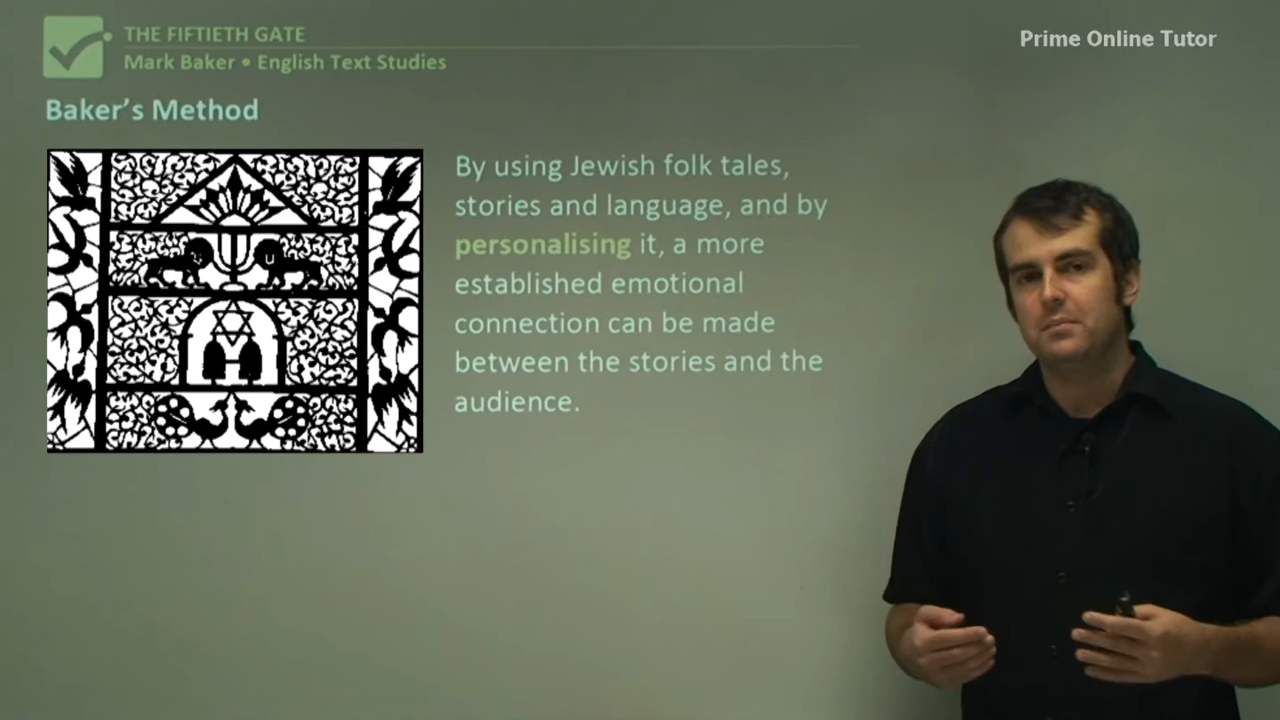 THE FIFTIETH GATE
Mark Baker • English Text Studies
Prime Online Tutor
Baker's Method
By using Jewish folk tales,
stories and language, and by
personalising it, a more
established emotional
connection can be made
between the stories and the
audience.